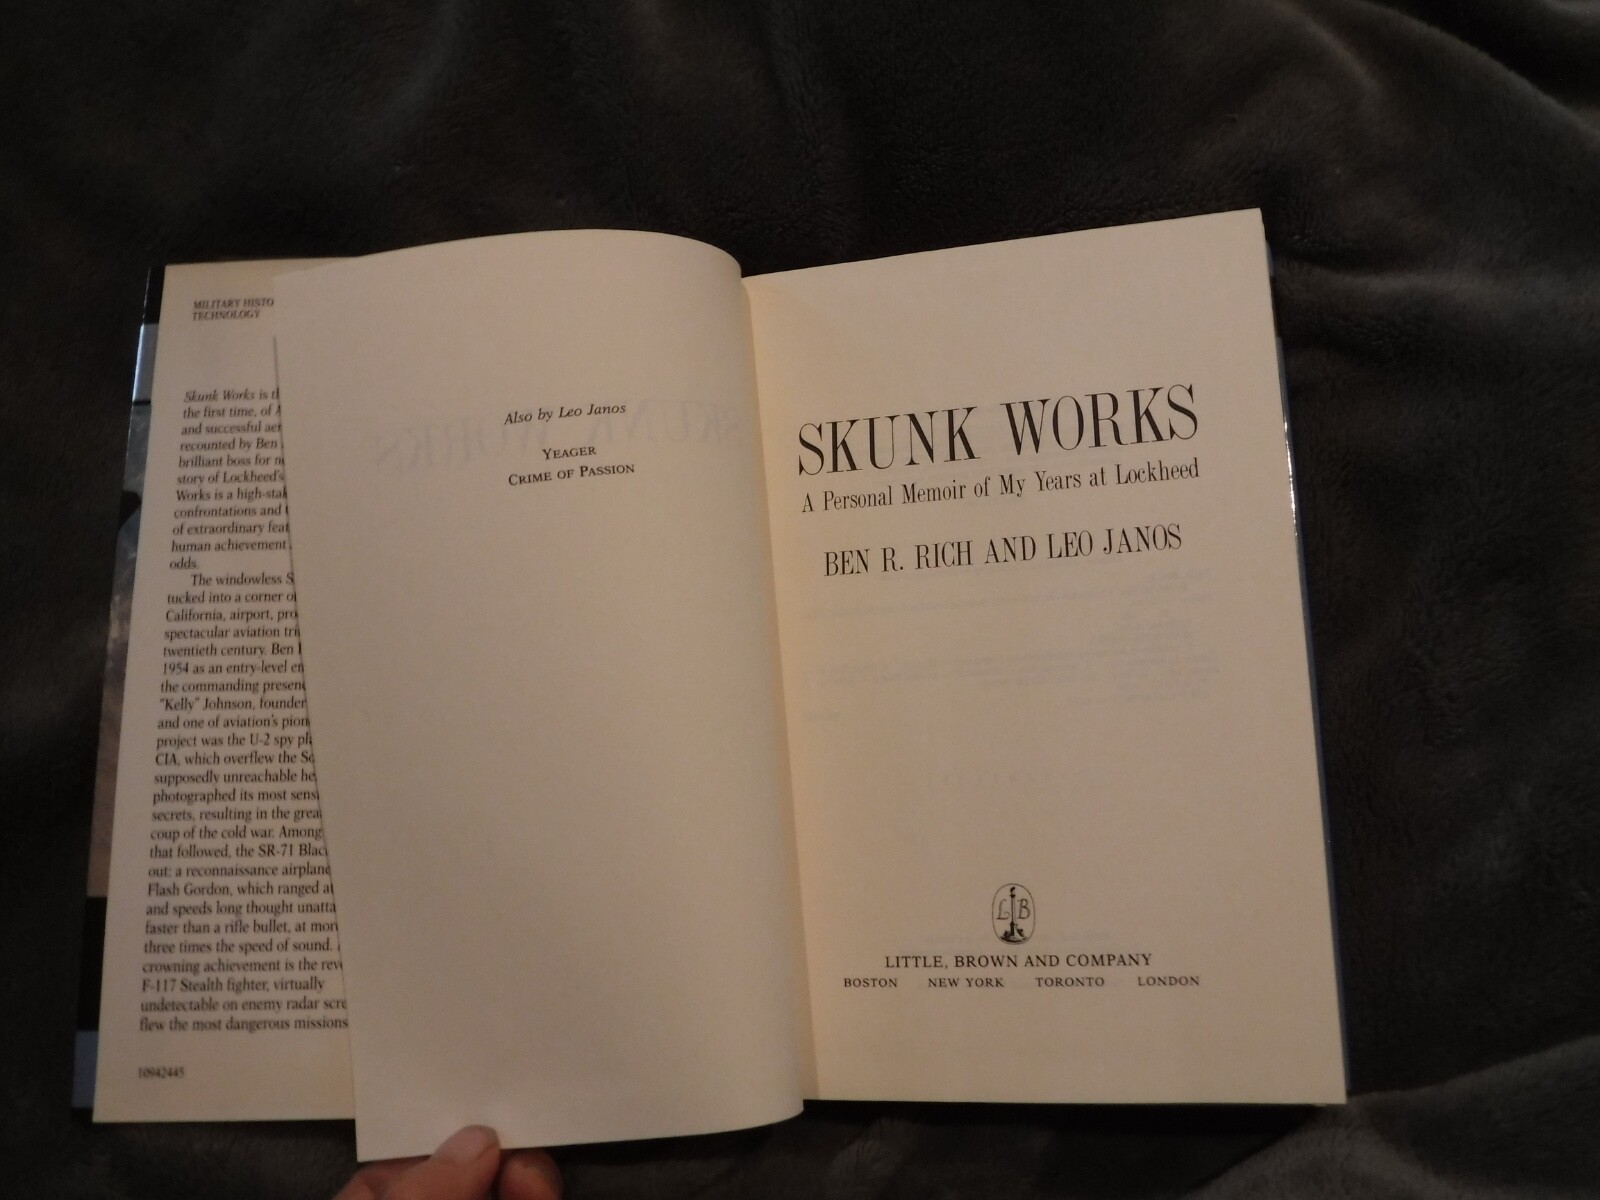 MILITARY HISTO
TECHNOLOGY
Skunk Works is th
the first time, of A
and successful aer
recounted by Ben
brilliant boss for n
story of Lockheed's
Works is a high-stak
confrontations and
of extraordinary feat
human achievement
odds.
The windowless S
tucked into a corner o
California, airport, pro
spectacular aviation tri
twentieth century. Ben
1954 as an entry-level en
the commanding presenc
"Kelly" Johnson, founder
and one of aviation's pion
project was the U-2 spy pl
CIA, which overflew the So
supposedly unreachable he
photographed its most sens
secrets, resulting in the grea
coup of the cold war. Among
that followed, the SR-71 Blac
out: a reconnaissance airplane
Flash Gordon, which ranged at
and speeds long thought unatta
faster than a rifle bullet, at mor
three times the speed of sound.
crowning achievement is the rev
F-117 Stealth fighter, virtually
undetectable on enemy radar scre
flew the most dangerous missions
10942445
Also by Leo Janos
YEAGER
CRIME OF PASSION
SKUNK WORKS
A Personal Memoir of My Years at Lockheed
BEN R. RICH AND LEO JANOS
LB
LITTLE, BROWN AND COMPANY
BOSTON NEW YORK TORONTO LONDON